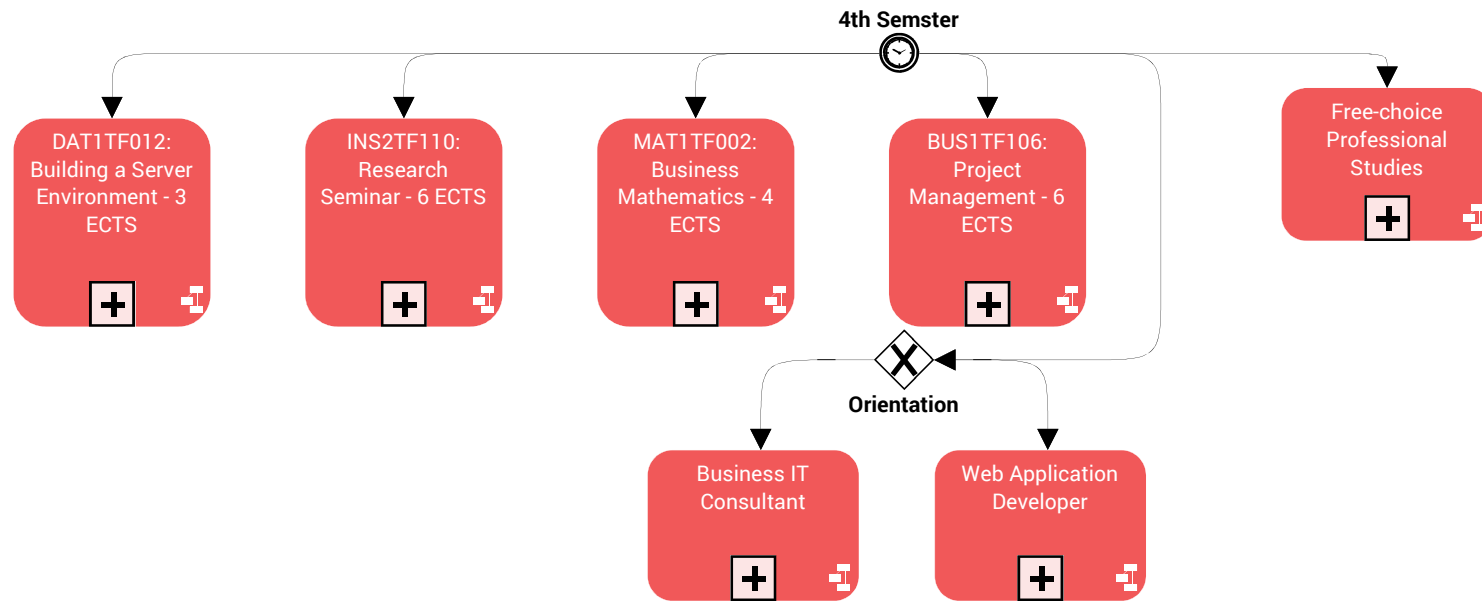 4th Semster
DAT1TF012:
Building a Server
Environment - 3
ECTS
INS2TF110:
Research
Seminar - 6 ECTS
MAT1TF002:
Business
Mathematics - 4
ECTS
BUS1TF106:
Project
Management - 6
ECTS
Free-choice
Professional
Studies
Orientation
Business IT
Consultant
Web Application
Developer